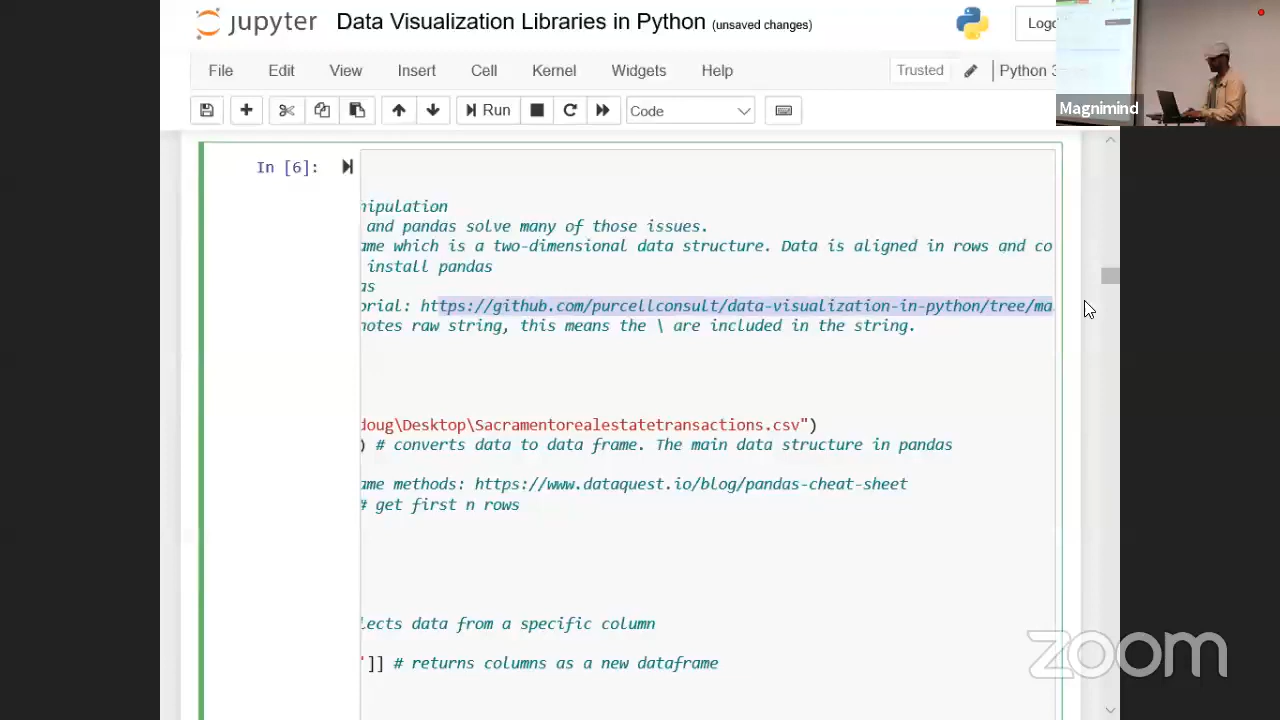 jupyter Data Visualization Libraries in Python (unsaved changes)
File Edit View Insert Cell Kernel Widgets Help Trusted Python 3
Run Code
Magnimind
In [6]:
and pandas solve many of those issues.
which is a two-dimensional data structure. Data is aligned in rows and co
install pandas
https://github.com/purcellconsult/data-visualization-in-python/tree/ma
notes raw string, this means the \ are included in the string.
doug\Desktop\Sacramentorealestatetransactions.csv")
) # converts data to data frame. The main data structure in pandas
ame methods: https://www.dataquest.io/blog/pandas-cheat-sheet
# get first n rows
lects data from a specific column
']] # returns columns as a new dataframe
zoom